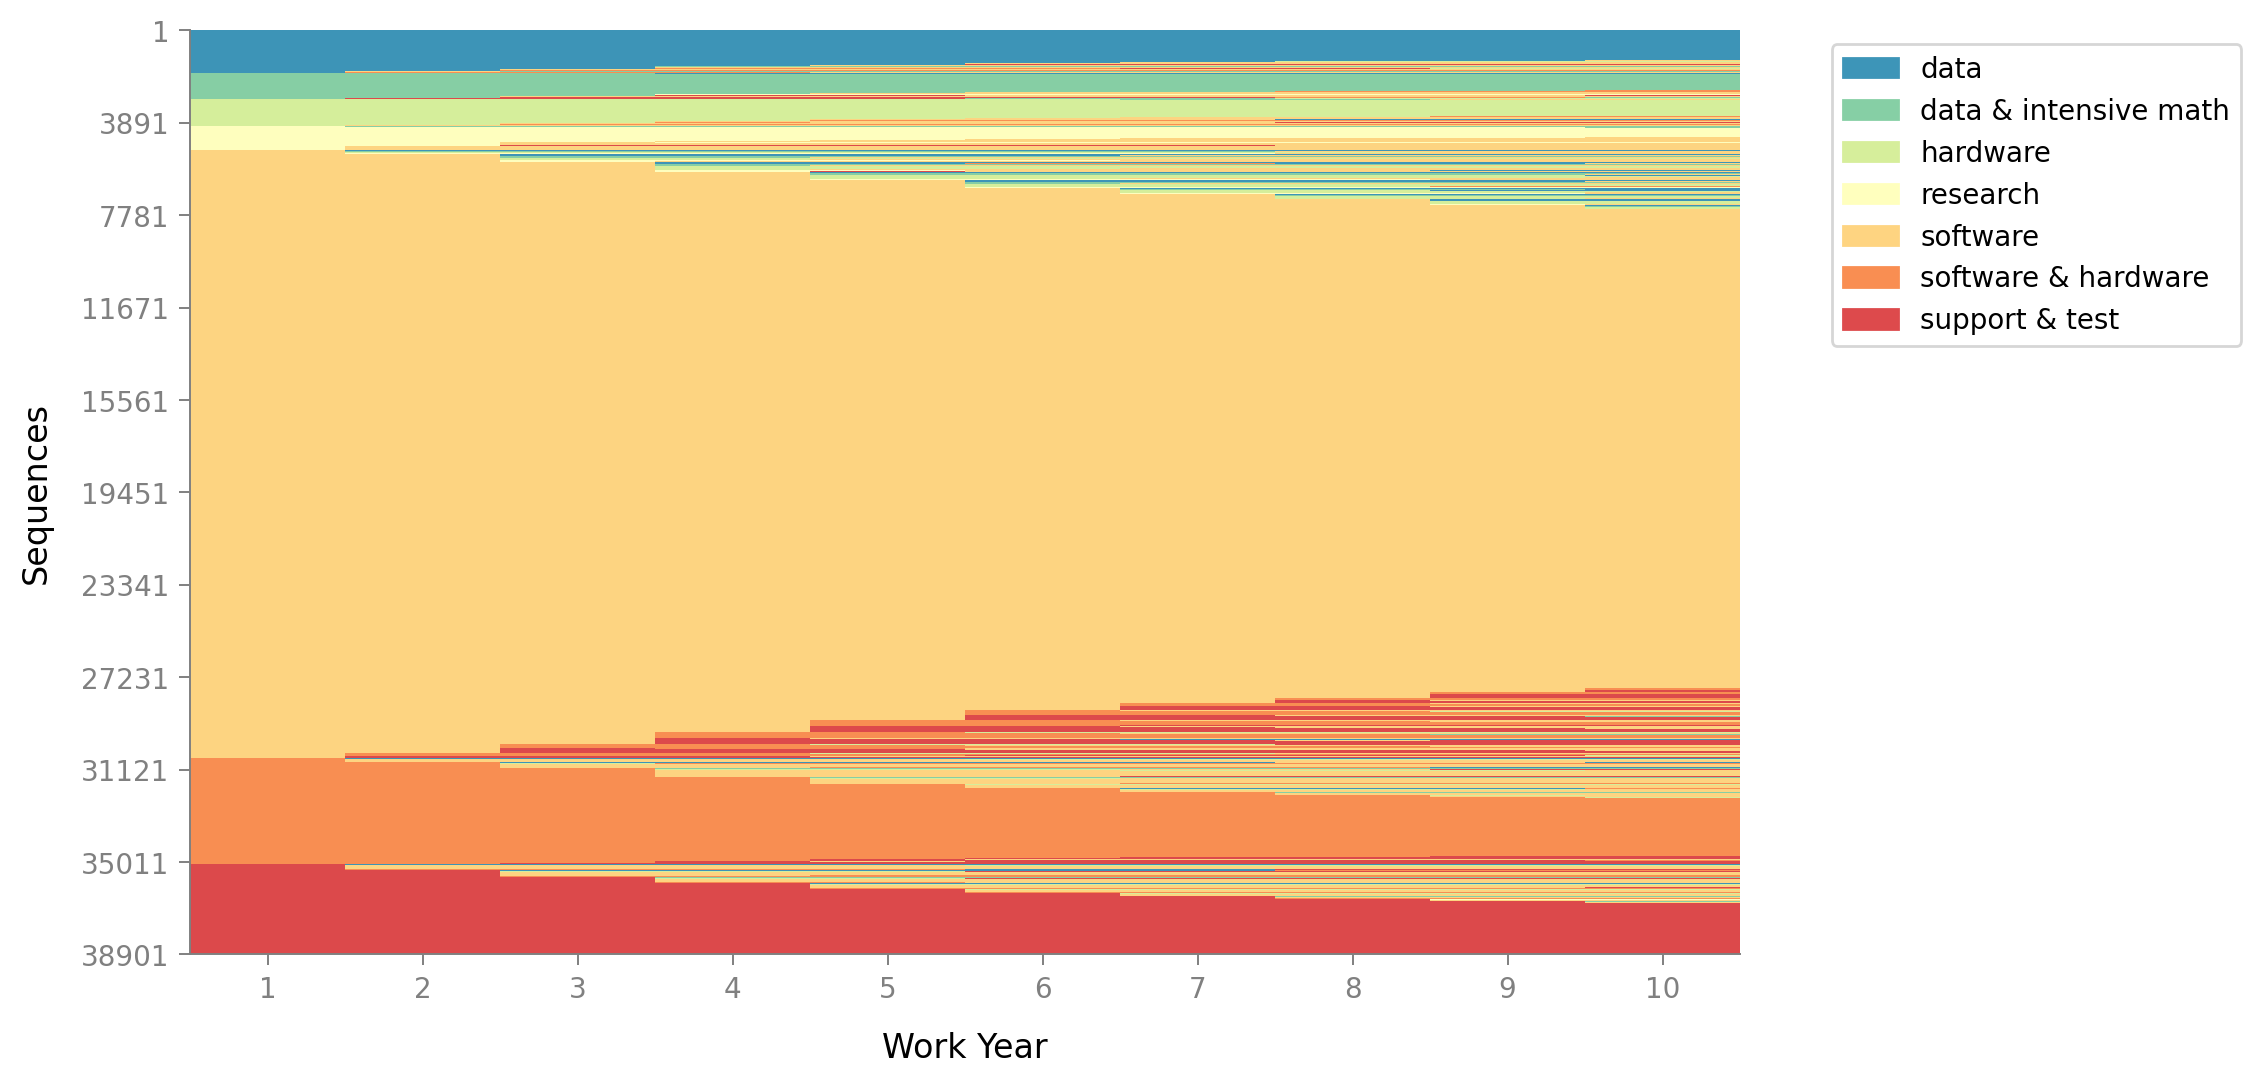 Sequences
1
3891
7781
11671
15561
19451
23341
27231
31121
35011
38901
1 2 3 4 5 6 7 8 9 10
Work Year
data
data & intensive math
hardware
research
software
software & hardware
support & test